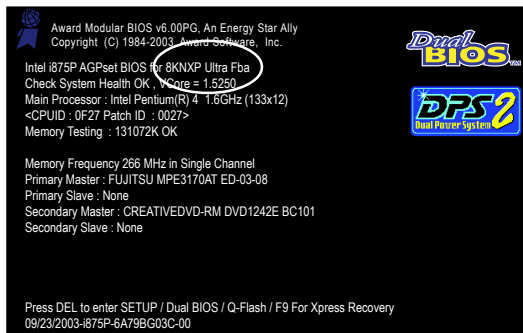 Award Modular BIOS v6.00PG, An Energy Star Ally
Copyright (C) 1984-2003 Award Software, Inc.
Dual
BIOS TM
Intel i875P AGPset BIOS for 8KNXP Ultra Fba
Check System Health OK , VCore = 1.5250
Main Processor : Intel Pentium(R) 4 1.6GHz (133x12)
<CPUID : 0F27 Patch ID : 0027>
Memory Testing : 131072K OK
DPS 2
Dual Power System
Memory Frequency 266 MHz in Single Channel
Primary Master : FUJITSU MPE3170AT ED-03-08
Primary Slave : None
Secondary Master : CREATIVEDVD-RM DVD1242E BC101
Secondary Slave : None
Press DEL to enter SETUP / Dual BIOS / Q-Flash / F9 For Xpress Recovery
09/23/2003-i875P-6A79BG03C-00